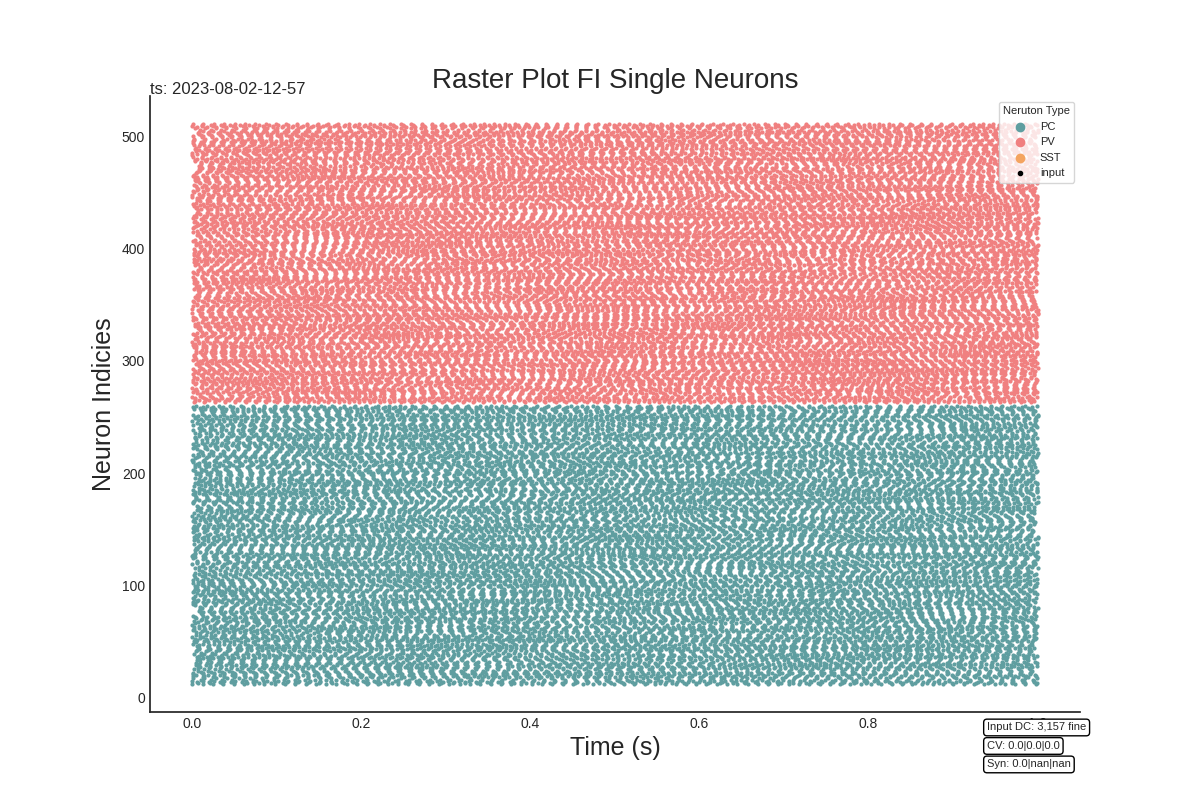 Raster Plot FI Single Neurons
ts: 2023-08-02-12-57
Neruton Type
PC
PV
SST
input
500
400
300
200
100
0
Neuron Indicies
0.0 0.2 0.4 0.6 0.8
Time (s)
Input DC: 3,157 fine
CV: 0.0|0.0|0.0
Syn: 0.0|nan|nan